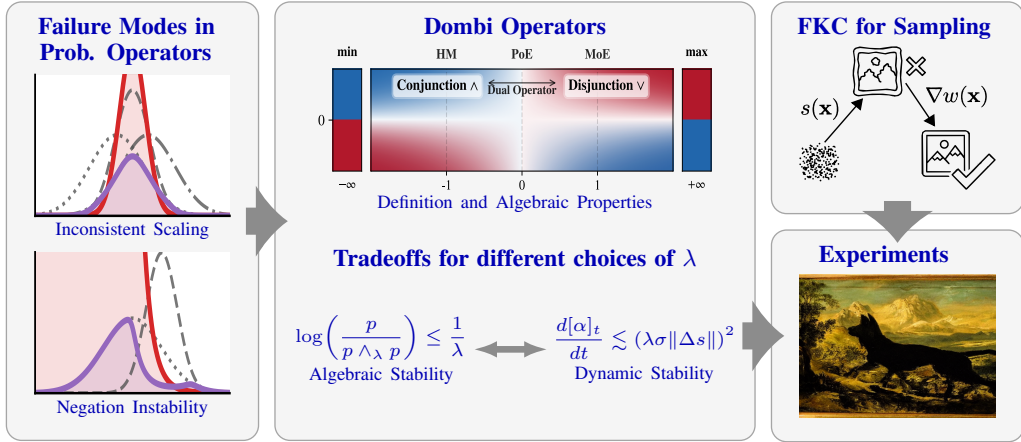 Failure Modes in
Prob. Operators
Inconsistent Scaling
Negation Instability
Dombi Operators
min
HM
PoE
MoE
max
Conjunction ∧
Dual Operator
Disjunction ∨
0
−∞
-1
0
1
+∞
Definition and Algebraic Properties
Tradeoffs for different choices of λ
log(p / (p ∧_λ p)) ≤ 1/λ
d[α]_t / dt ≲ (λσ‖Δs‖)^2
Algebraic Stability
Dynamic Stability
FKC for Sampling
s(x)
∇w(x)
Experiments